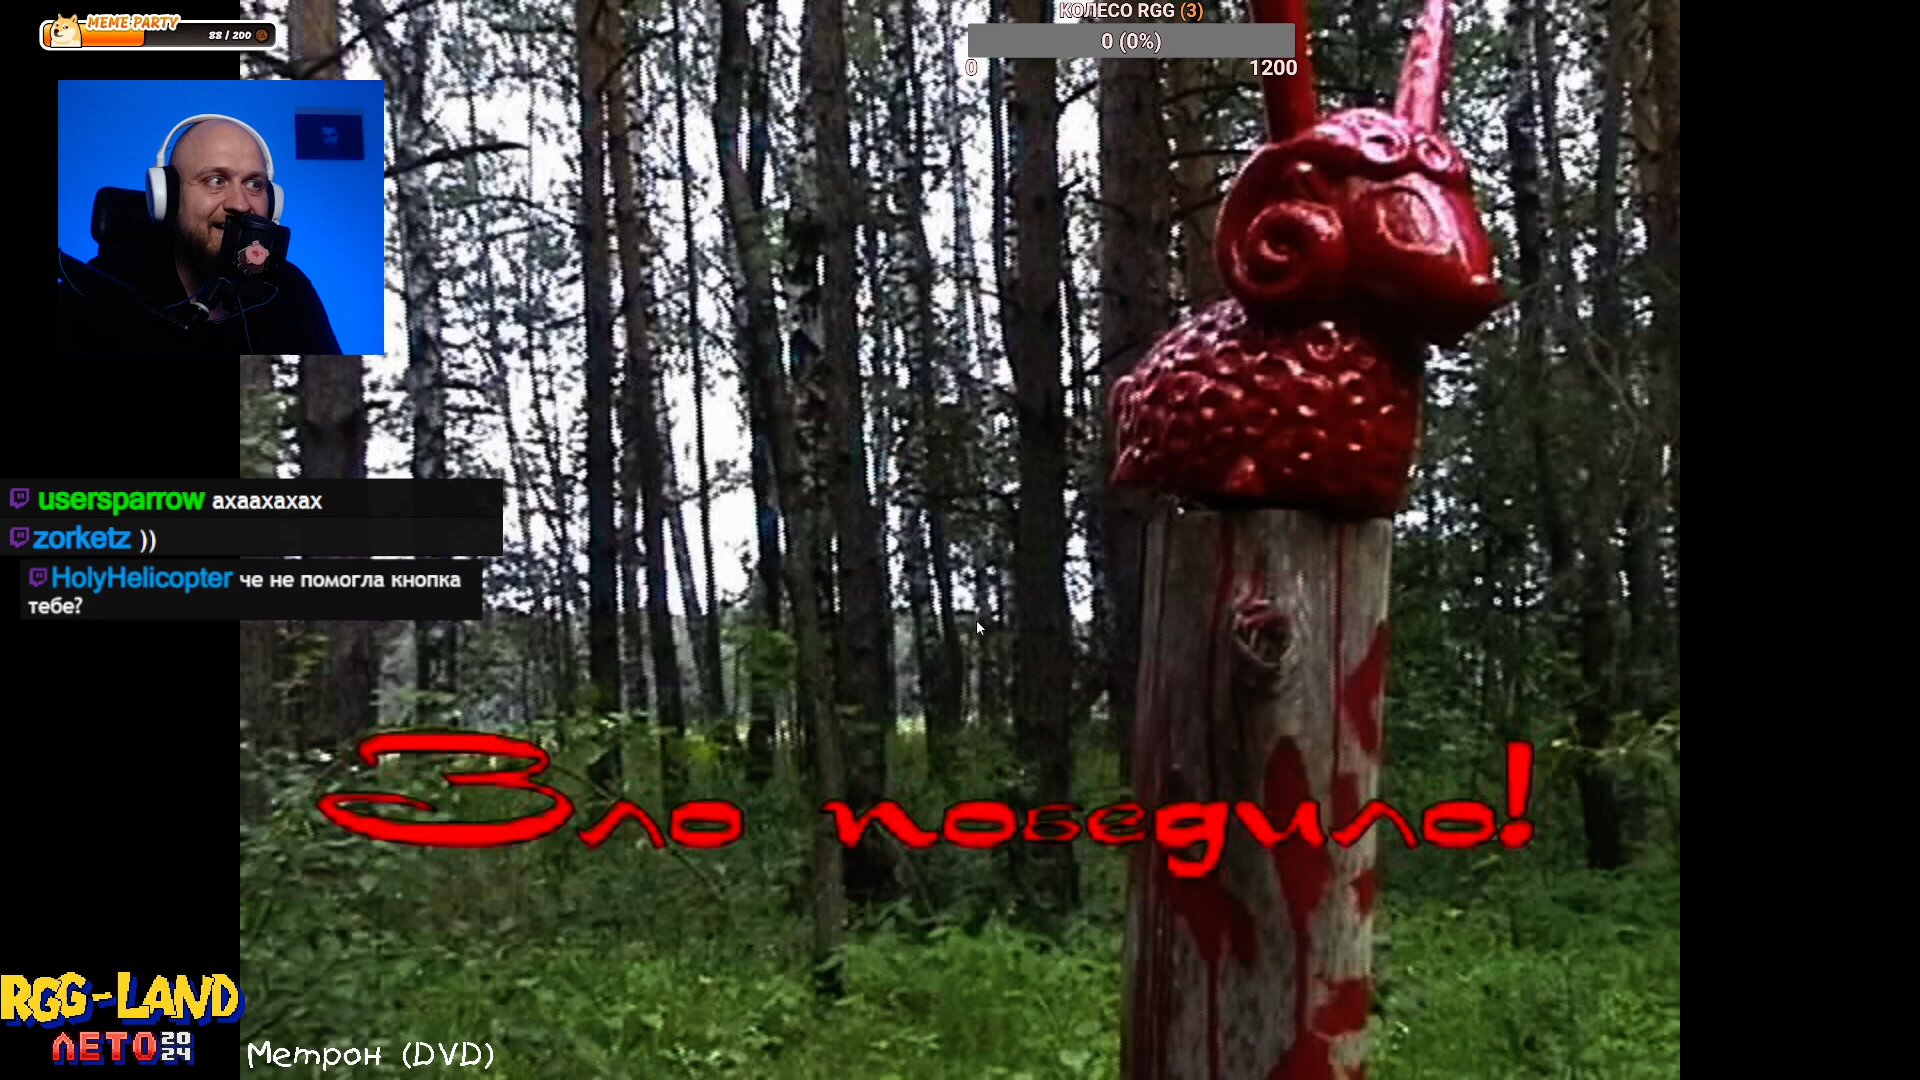 MEME PARTY
88 / 200
КОЛЕСО RGG (3)
0 (0%)
0 1200
usersparrow ахаахахах
zorketz ))
HolyHelicopter че не помогла кнопка
тебе?
Зло победило!
RGG-LAND
ЛЕТО 2024
Метрон (DVD)